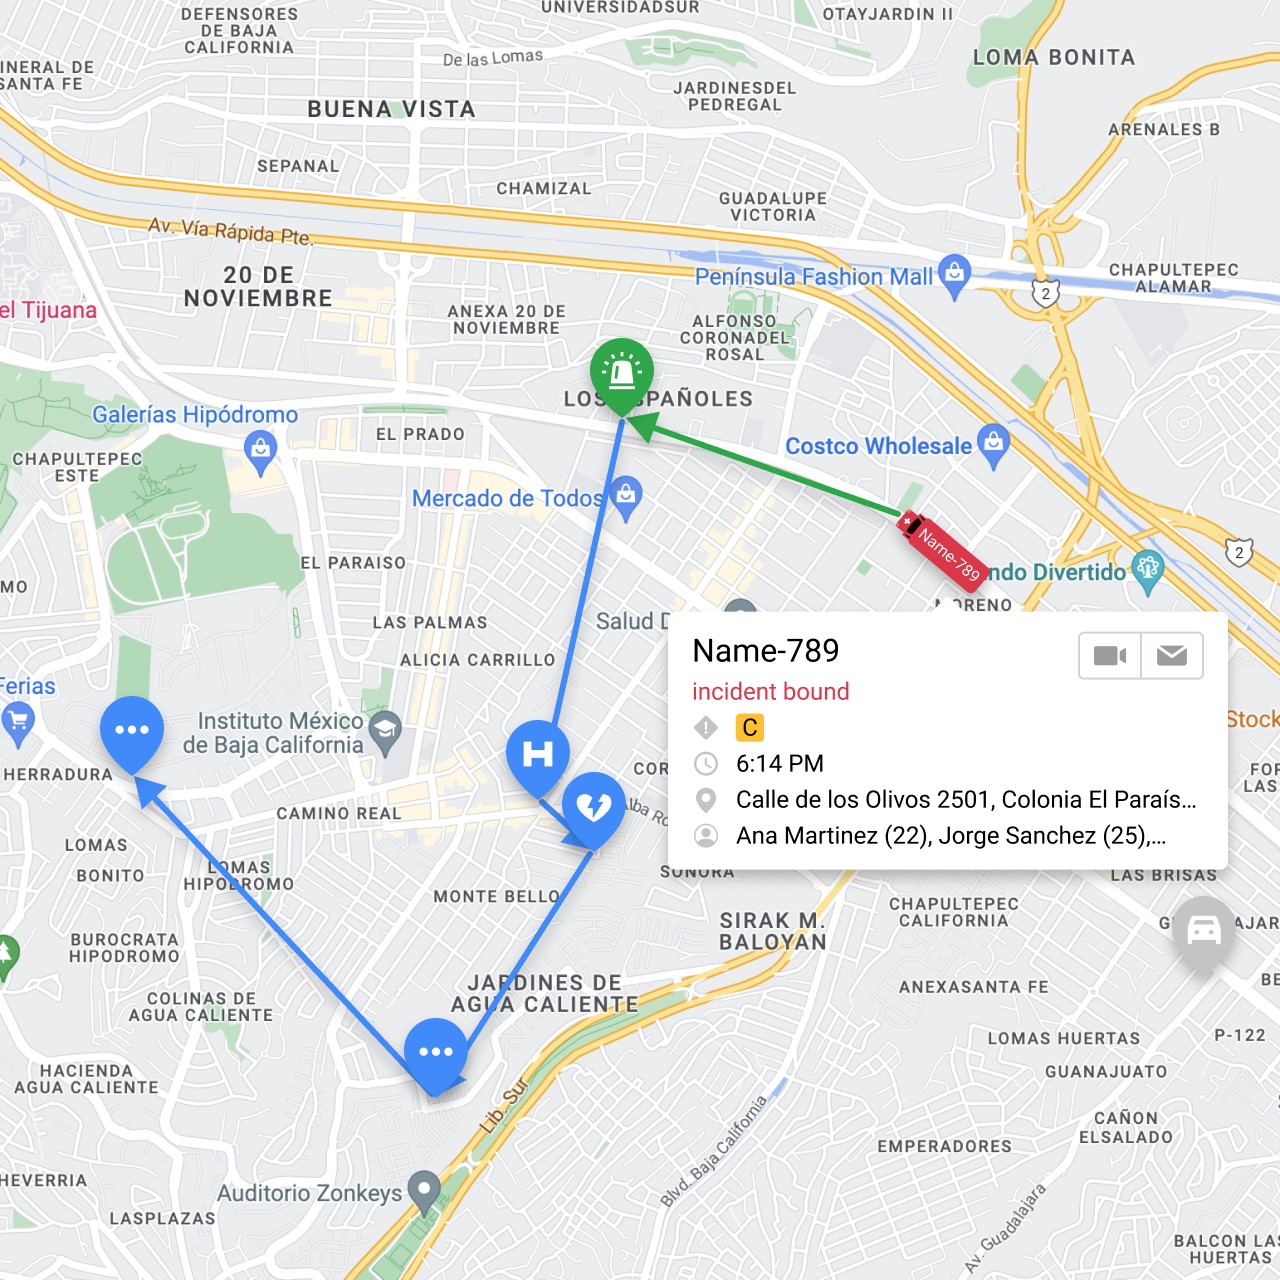 DEFENSORES
DE BAJA
CALIFORNIA
UNIVERSIDADSUR
OTAYJARDIN II
INERAL DE
SANTA FE
De las Lomas
LOMA BONITA
BUENA VISTA
JARDINESDEL
PEDREGAL
ARENALES B
SEPANAL
CHAMIZAL
GUADALUPE
VICTORIA
Av. Vía Rápida Pte.
20 DE
NOVIEMBRE
Península Fashion Mall
CHAPULTEPEC
ALAMAR
2
el Tijuana
ANEXA 20 DE
NOVIEMBRE
ALFONSO
CORONADEL
ROSAL
LOS ESPAÑOLES
Galerías Hipódromo
EL PRADO
Costco Wholesale
CHAPULTEPEC
ESTE
Mercado de Todos
2
EL PARAISO
Name-789
ndo Divertido
MO
MORENO
LAS PALMAS
Salud D
ALICIA CARRILLO
Name-789
incident bound
C
6:14 PM
Calle de los Olivos 2501, Colonia El Paraís...
Ana Martinez (22), Jorge Sanchez (25),...
Ferias
Instituto México
de Baja California
Stock
H
HERRADURA
COR
FOR
LAS
CAMINO REAL
Alba Ro
LOMAS
BONITO
LOMAS
HIPODROMO
SONORA
LAS BRISAS
MONTE BELLO
SIRAK M.
BALOYAN
CHAPULTEPEC
CALIFORNIA
G
AJAR
BUROCRATA
HIPODROMO
JARDINES DE
AGUA CALIENTE
ANEXASANTA FE
BE
COLINAS DE
AGUA CALIENTE
LOMAS HUERTAS
P-122
HACIENDA
AGUA CALIENTE
GUANAJUATO
Lib. Sur
Blvd. Baja California
CAÑON
ELSALADO
EMPERADORES
HEVERRIA
Auditorio Zonkeys
LASPLAZAS
Av. Guadalajara
BALCON LAS
HUERTAS